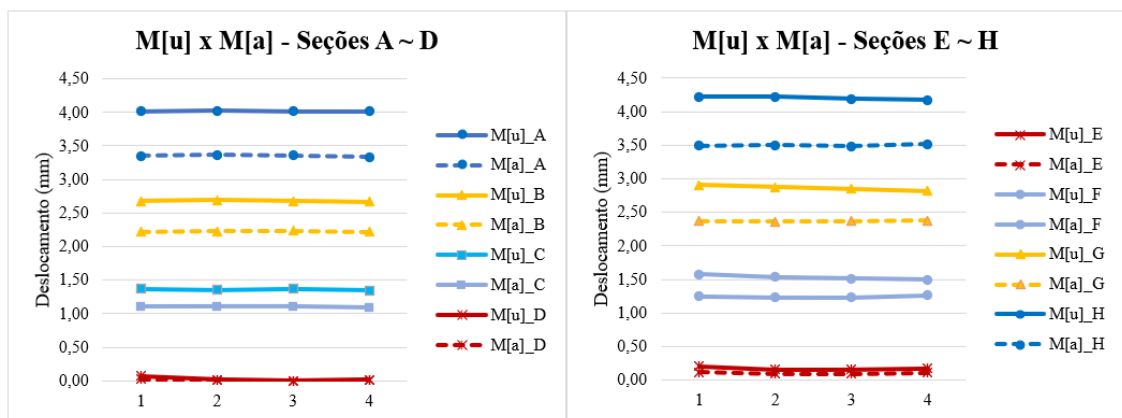 M[u] x M[a] - Seções A ~ D
Deslocamento (mm)
4,50
4,00
3,50
3,00
2,50
2,00
1,50
1,00
0,50
0,00
1 2 3 4
M[u]_A
M[a]_A
M[u]_B
M[a]_B
M[u]_C
M[a]_C
M[u]_D
M[a]_D
M[u] x M[a] - Seções E ~ H
Deslocamento (mm)
4,50
4,00
3,50
3,00
2,50
2,00
1,50
1,00
0,50
0,00
1 2 3 4
M[u]_E
M[a]_E
M[u]_F
M[a]_F
M[u]_G
M[a]_G
M[u]_H
M[a]_H